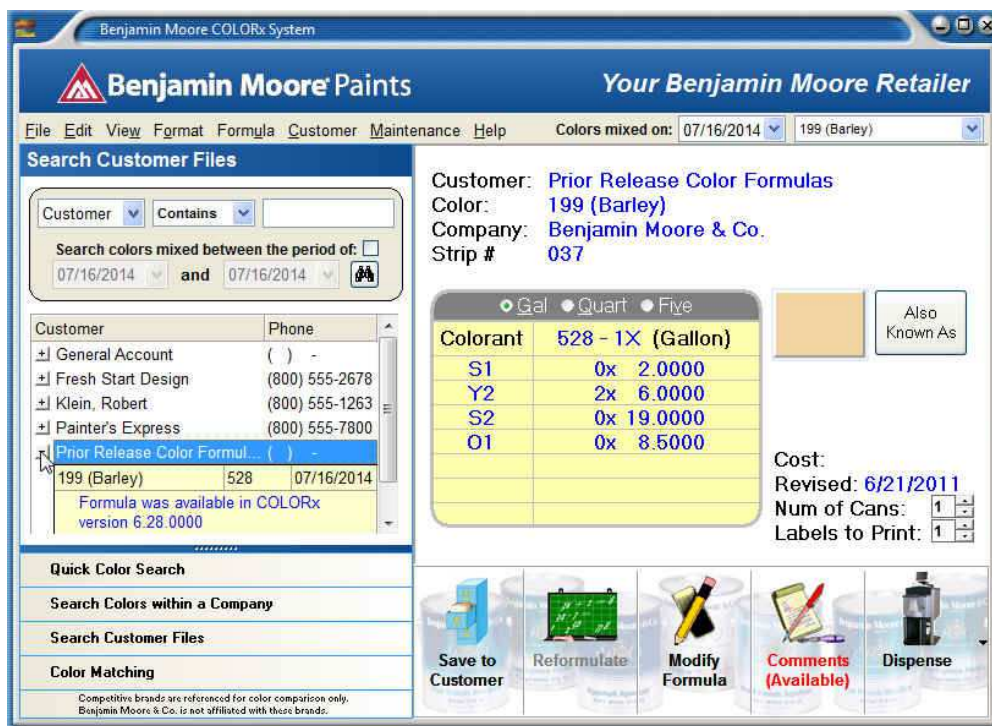 Benjamin Moore COLORx System
Benjamin Moore Paints
Your Benjamin Moore Retailer
File Edit View Format Formula Customer Maintenance Help
Colors mixed on: 07/16/2014 199 (Barley)
Search Customer Files
Customer Contains
Search colors mixed between the period of:
07/16/2014 and 07/16/2014
Customer Phone
General Account ( ) -
Fresh Start Design (800) 555-2678
Klein, Robert (800) 555-1263
Painter's Express (800) 555-7800
Prior Release Color Formul... ( ) -
199 (Barley) 528 07/16/2014
Formula was available in COLORx
version 6.28.0000
Quick Color Search
Search Colors within a Company
Search Customer Files
Color Matching
Competitive brands are referenced for color comparison only.
Benjamin Moore & Co. is not affiliated with these brands.
Customer: Prior Release Color Formulas
Color: 199 (Barley)
Company: Benjamin Moore & Co.
Strip # 037
Gal Quart Five
Colorant 528 - 1X (Gallon)
S1 0x 2.0000
Y2 2x 6.0000
S2 0x 19.0000
O1 0x 8.5000
Also
Known As
Cost:
Revised: 6/21/2011
Num of Cans: 1
Labels to Print: 1
Save to
Customer
Reformulate
Modify
Formula
Comments
(Available)
Dispense